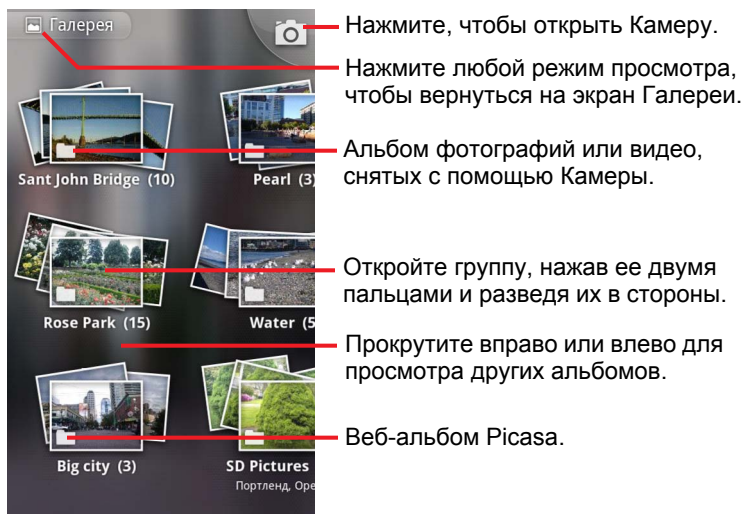 Галерея
Нажмите, чтобы открыть Камеру.
Нажмите любой режим просмотра,
чтобы вернуться на экран Галереи.
Sant John Bridge (10)
Pearl (3)
Альбом фотографий или видео,
снятых с помощью Камеры.
Rose Park (15)
Water (5
Откройте группу, нажав ее двумя
пальцами и разведя их в стороны.
Прокрутите вправо или влево для
просмотра других альбомов.
Big city (3)
SD Pictures
Портленд, Оре
Веб-альбом Picasa.